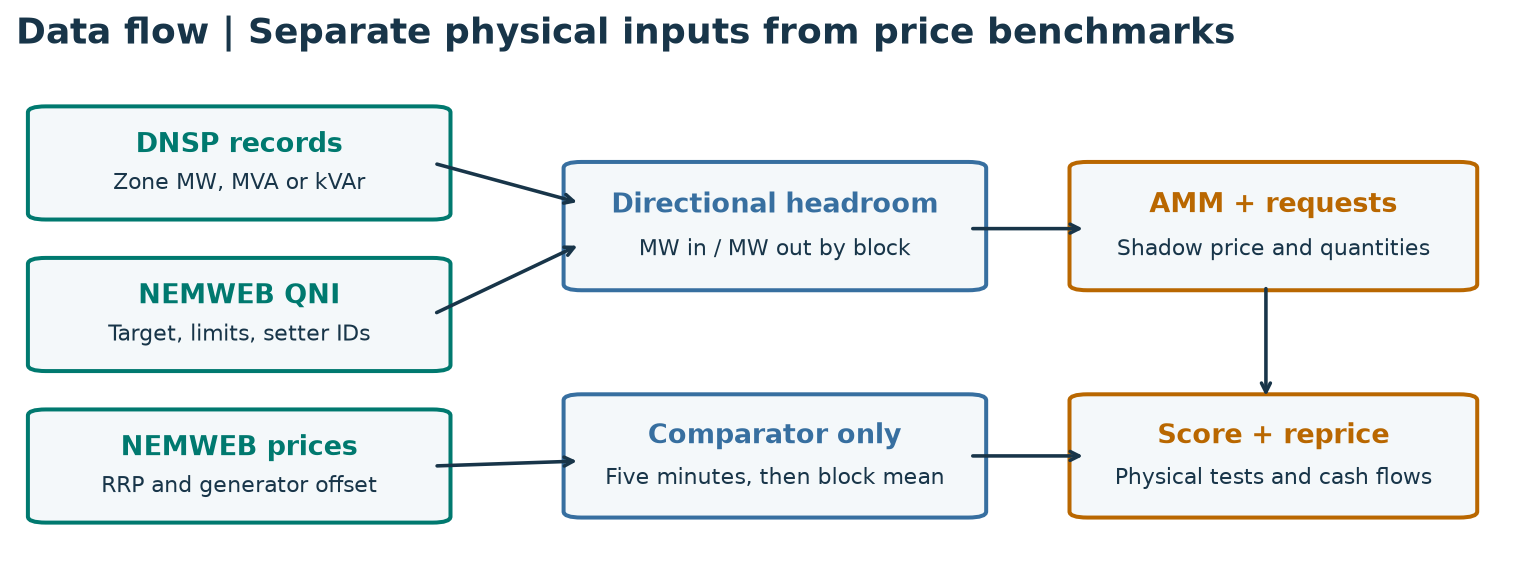 Data flow | Separate physical inputs from price benchmarks
DNSP records
Zone MW, MVA or kVAr
NEMWEB QNI
Target, limits, setter IDs
NEMWEB prices
RRP and generator offset
Directional headroom
MW in / MW out by block
Comparator only
Five minutes, then block mean
AMM + requests
Shadow price and quantities
Score + reprice
Physical tests and cash flows